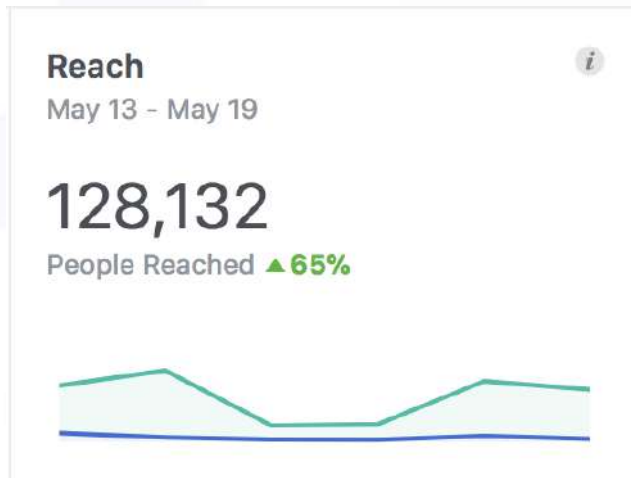 Reach
i
May 13 - May 19
128,132
People Reached ▲65%